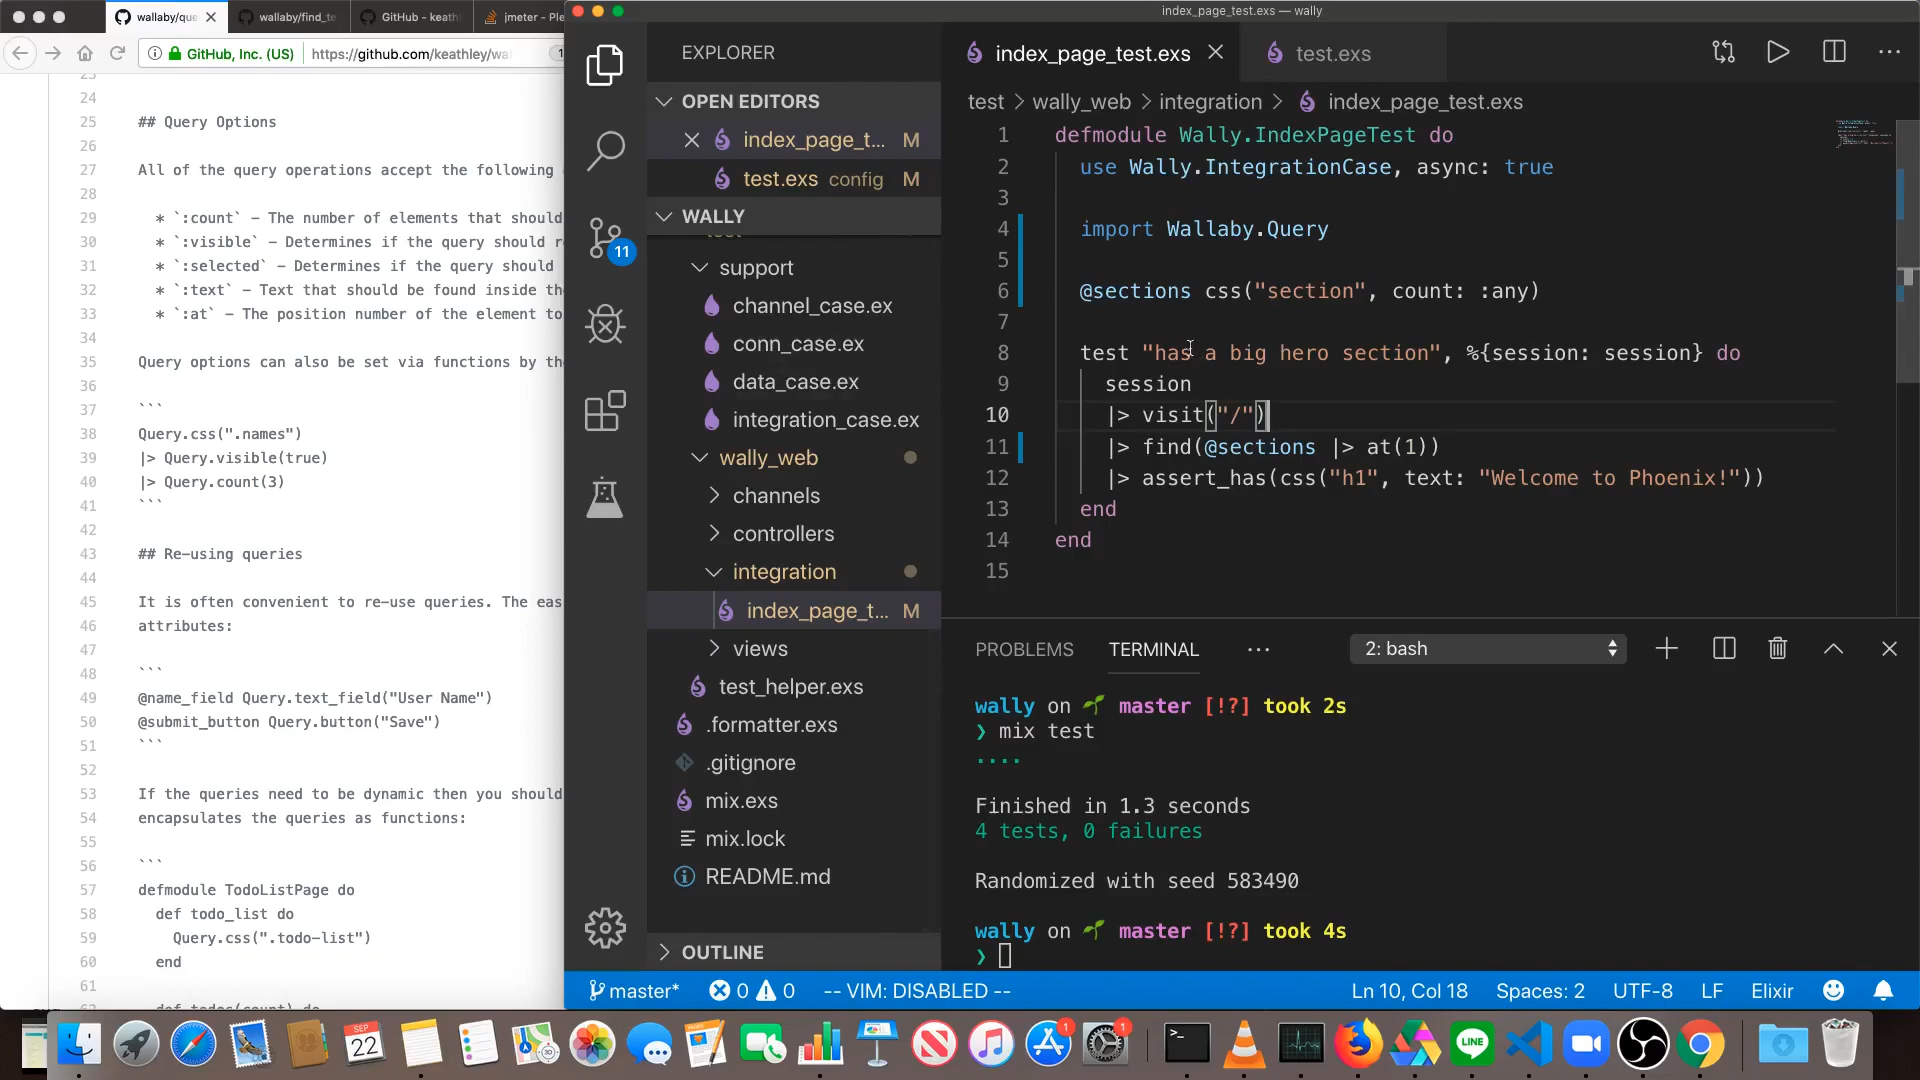 wallaby/que
wallaby/find_te
GitHub - keath
jmeter - Ple
index_page_test.exs — wally
GitHub, Inc. (US)
https://github.com/keathley/wal
24
25 ## Query Options
26
27 All of the query operations accept the following
28
29 * `:count` - The number of elements that should
30 * `:visible` - Determines if the query should r
31 * `:selected` - Determines if the query should
32 * `:text` - Text that should be found inside th
33 * `:at` - The position number of the element to
34
35 Query options can also be set via functions by the
36
37 ```
38 Query.css(".names")
39 |> Query.visible(true)
40 |> Query.count(3)
41 ```
42
43 ## Re-using queries
44
45 It is often convenient to re-use queries. The eas
46 attributes:
47
48 ```
49 @name_field Query.text_field("User Name")
50 @submit_button Query.button("Save")
51 ```
52
53 If the queries need to be dynamic then you should
54 encapsulates the queries as functions:
55
56 ```
57 defmodule TodoListPage do
58 def todo_list do
59 Query.css(".todo-list")
60 end
61
62 def todos(count) do
11
EXPLORER
OPEN EDITORS
index_page_t... M
test.exs config M
WALLY
support
channel_case.ex
conn_case.ex
data_case.ex
integration_case.ex
wally_web
channels
controllers
integration
index_page_t... M
views
test_helper.exs
.formatter.exs
.gitignore
mix.exs
mix.lock
README.md
OUTLINE
index_page_test.exs
test.exs
test > wally_web > integration > index_page_test.exs
1 defmodule Wally.IndexPageTest do
2 use Wally.IntegrationCase, async: true
3
4 import Wallaby.Query
5
6 @sections css("section", count: :any)
7
8 test "has a big hero section", %{session: session} do
9 session
10 |> visit("/")
11 |> find(@sections |> at(1))
12 |> assert_has(css("h1", text: "Welcome to Phoenix!"))
13 end
14 end
15
PROBLEMS TERMINAL ... 2: bash
wally on master [!?] took 2s
❯ mix test
....
Finished in 1.3 seconds
4 tests, 0 failures
Randomized with seed 583490
wally on master [!?] took 4s
❯
master* 0 0 -- VIM: DISABLED -- Ln 10, Col 18 Spaces: 2 UTF-8 LF Elixir
SEP
22
3D
PAGES
1
1
LINE